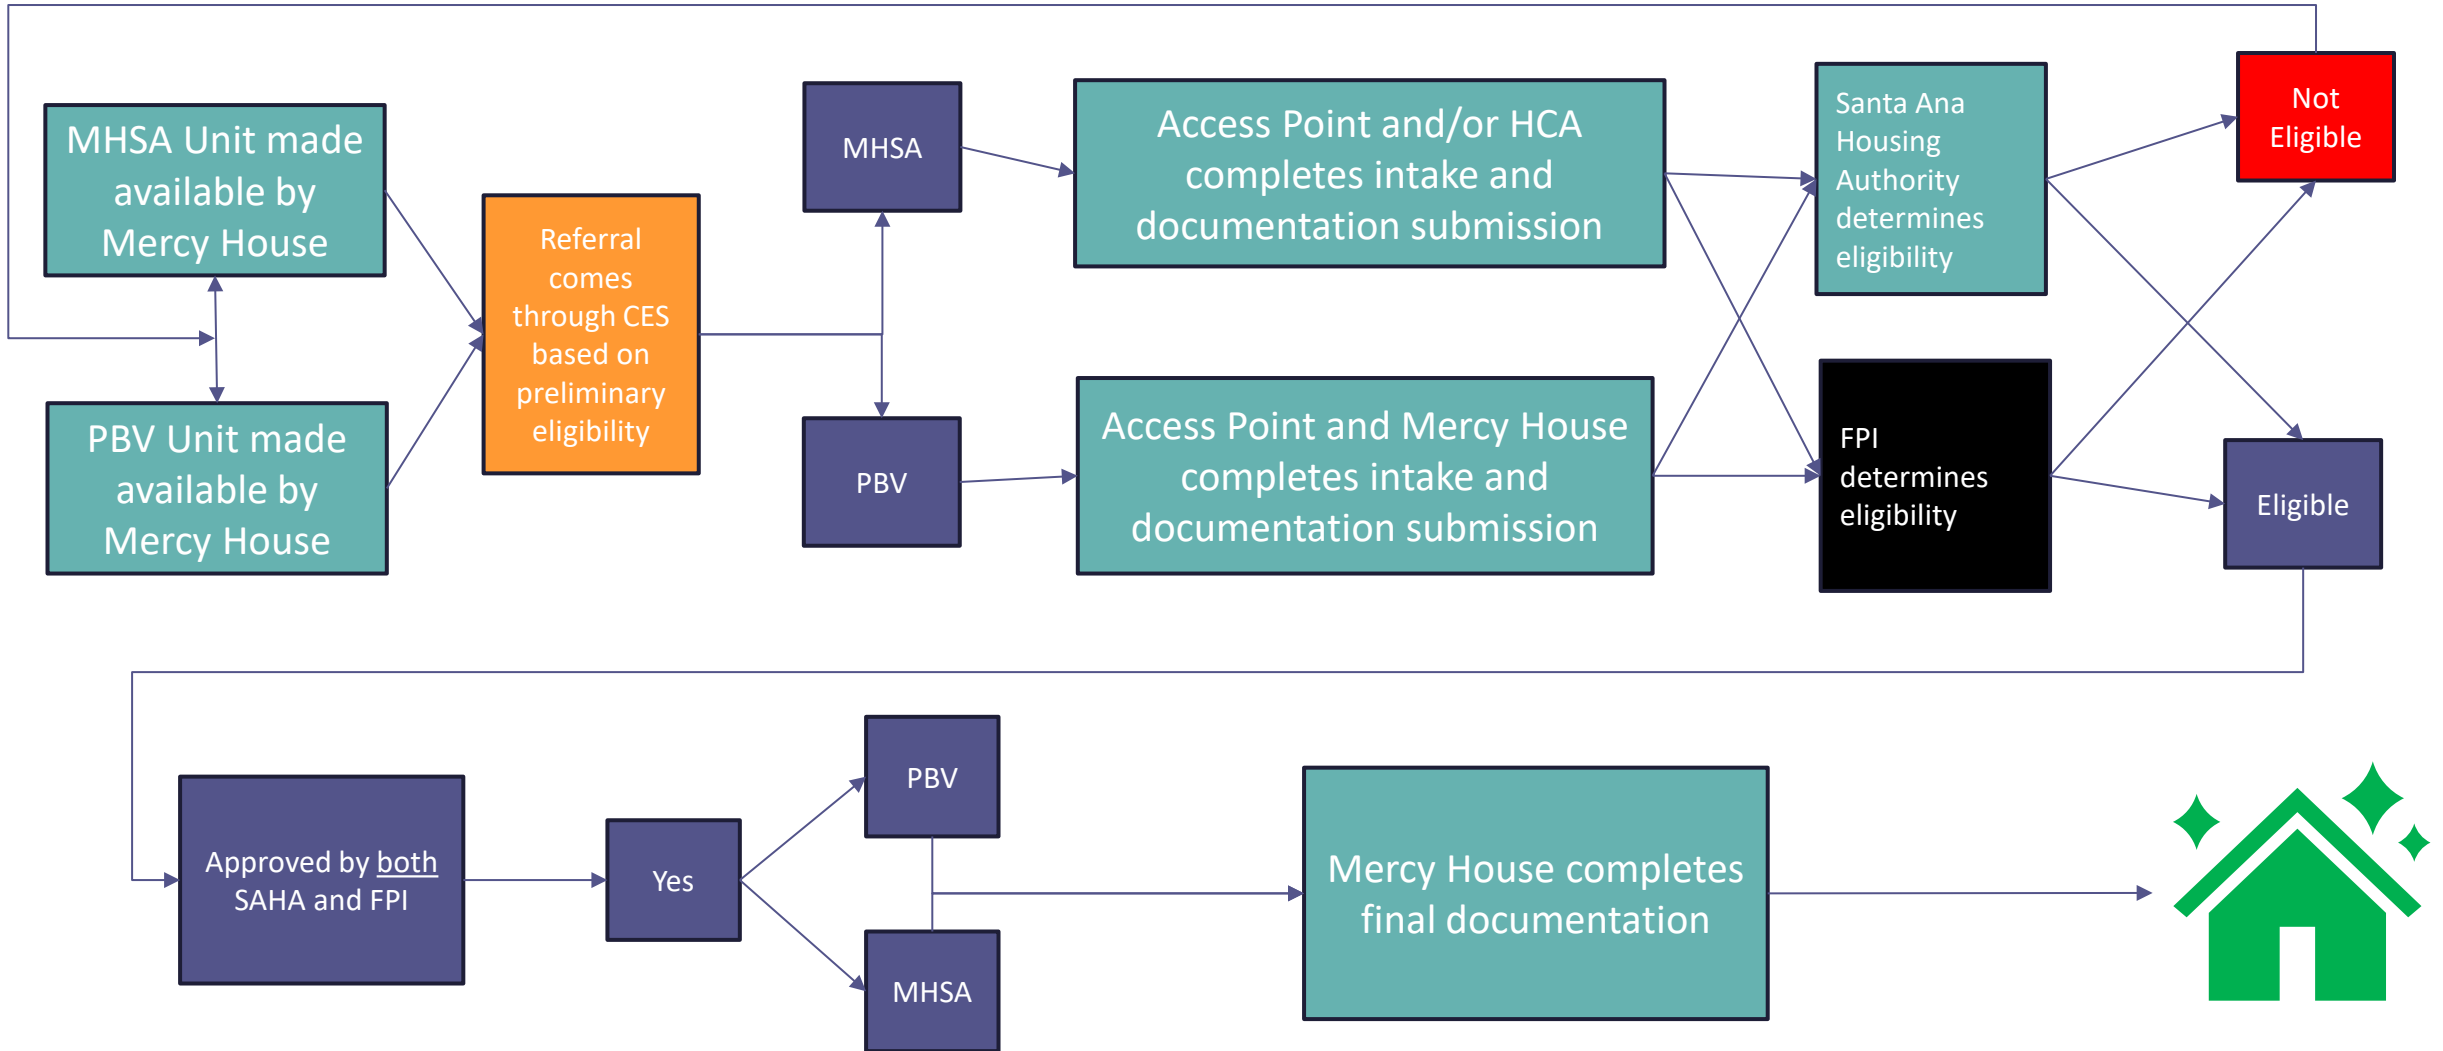 MHSA Unit made
available by
Mercy House
PBV Unit made
available by
Mercy House
Referral
comes
through CES
based on
preliminary
eligibility
MHSA
PBV
Access Point and/or HCA
completes intake and
documentation submission
Access Point and Mercy House
completes intake and
documentation submission
Santa Ana
Housing
Authority
determines
eligibility
FPI
determines
eligibility
Not
Eligible
Eligible
Approved by both
SAHA and FPI
Yes
PBV
MHSA
Mercy House completes
final documentation